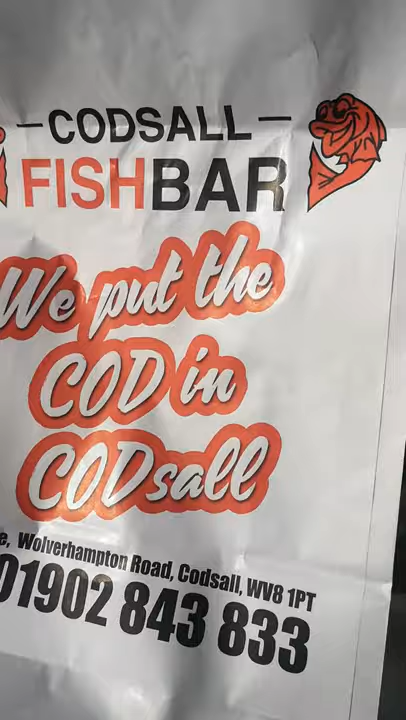 —CODSALL—
FISHBAR
We put the
COD in
CODsall
Wolverhampton Road, Codsall, WV8 1PT
01902 843 833